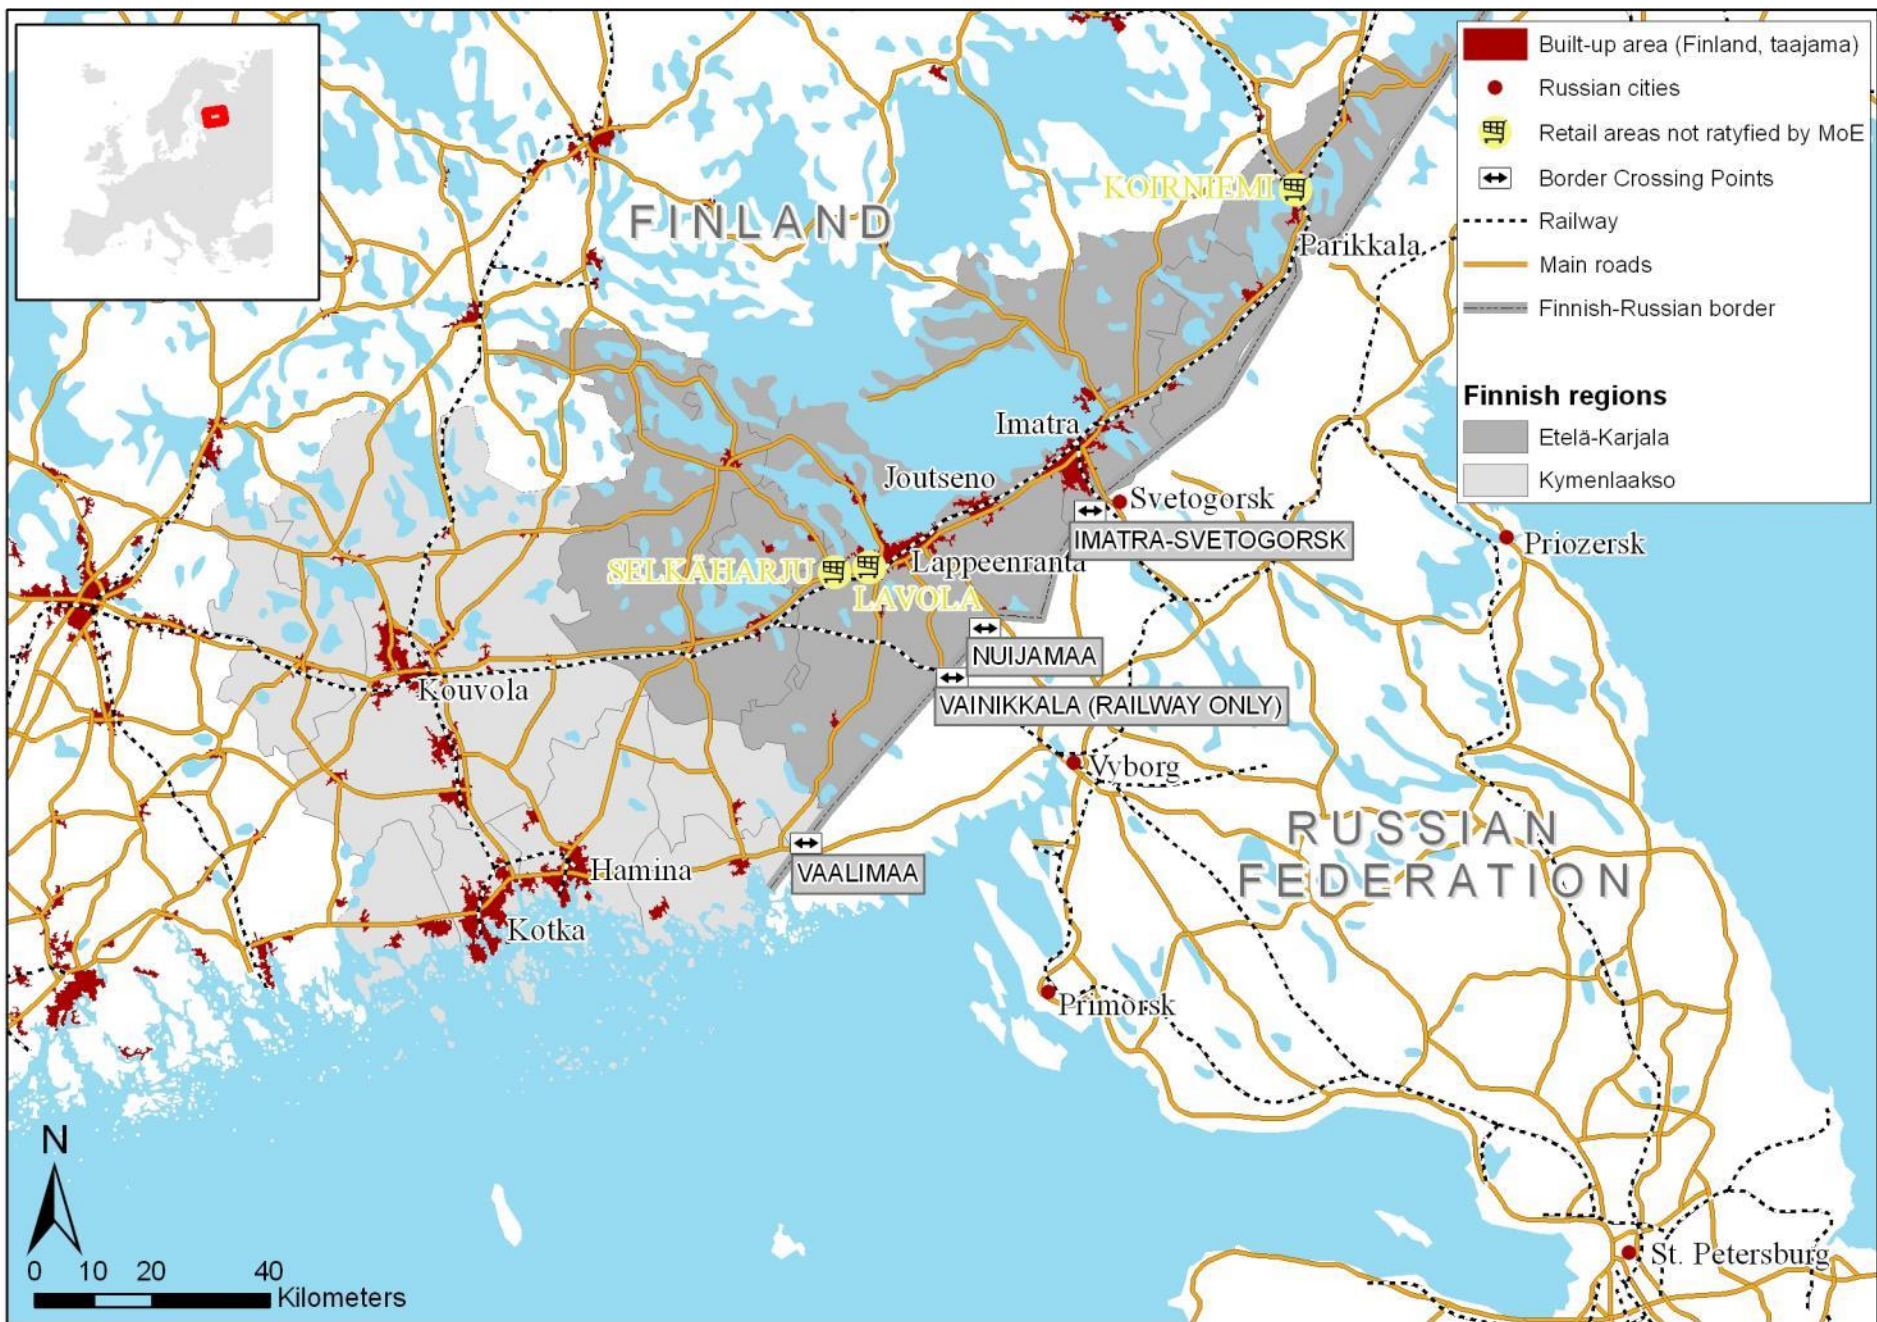 Built-up area (Finland, taajama)
Russian cities
Retail areas not ratyfied by MoE
Border Crossing Points
Railway
Main roads
Finnish-Russian border
Finnish regions
Etelä-Karjala
Kymenlaakso
KOIRNIEMI
FINLAND
Parikkala
Imatra
Joutseno
Svetogorsk
IMATRA-SVETOGORSK
Priozersk
SELKÄHARJU
Lappeenranta
LAVOLA
NUIJAMAA
Kouvola
VAINIKKALA (RAILWAY ONLY)
Vyborg
RUSSIAN
FEDERATION
Hamina
VAALIMAA
Kotka
Primorsk
N
St. Petersburg
0 10 20 40
Kilometers